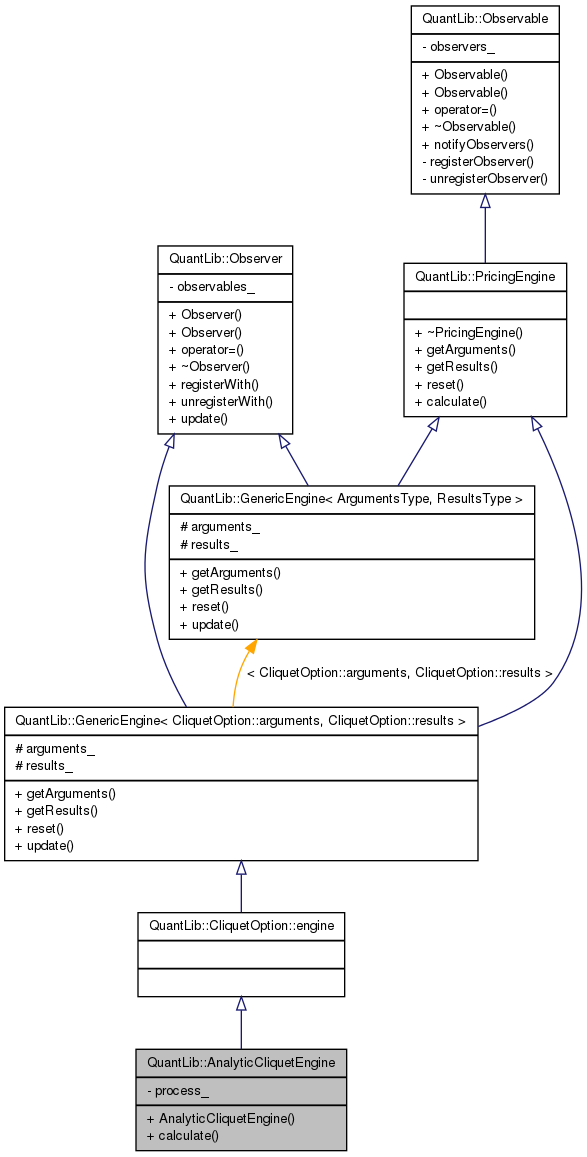 QuantLib::Observable
- observers_
+ Observable()
+ Observable()
+ operator=()
+ ~Observable()
+ notifyObservers()
- registerObserver()
- unregisterObserver()
QuantLib::Observer
- observables_
+ Observer()
+ Observer()
+ operator=()
+ ~Observer()
+ registerWith()
+ unregisterWith()
+ update()
QuantLib::PricingEngine
+ ~PricingEngine()
+ getArguments()
+ getResults()
+ reset()
+ calculate()
QuantLib::GenericEngine< ArgumentsType, ResultsType >
# arguments_
# results_
+ getArguments()
+ getResults()
+ reset()
+ update()
< CliquetOption::arguments, CliquetOption::results >
QuantLib::GenericEngine< CliquetOption::arguments, CliquetOption::results >
# arguments_
# results_
+ getArguments()
+ getResults()
+ reset()
+ update()
QuantLib::CliquetOption::engine
QuantLib::AnalyticCliquetEngine
- process_
+ AnalyticCliquetEngine()
+ calculate()